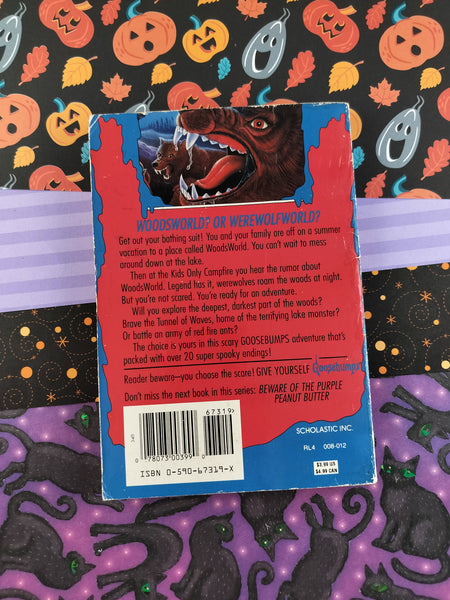 WOODSWORLD? OR WEREWOLFWORLD?
Get out your bathing suit! You and your family are off on a summer
vacation to a place called WoodsWorld. You can't wait to mess
around down at the lake.
Then at the Kids Only Campfire you hear the rumor about
WoodsWorld. Legend has it, werewolves roam the woods at night.
But you're not scared. You're ready for an adventure.
Will you explore the deepest, darkest part of the woods?
Brave the Tunnel of Waves, home of the terrifying lake monster?
Or battle an army of red fire ants?
The choice is yours in this scary GOOSEBUMPS adventure that's
packed with over 20 super spooky endings!
Reader beware—you choose the scare! GIVE YOURSELF Goosebumps
Don't miss the next book in this series: BEWARE OF THE PURPLE
PEANUT BUTTER
67319>
0 78073 00399 0
ISBN 0-590-67319-X
SCHOLASTIC INC.
RL4 008-012
$3.99 US
$4.99 CAN